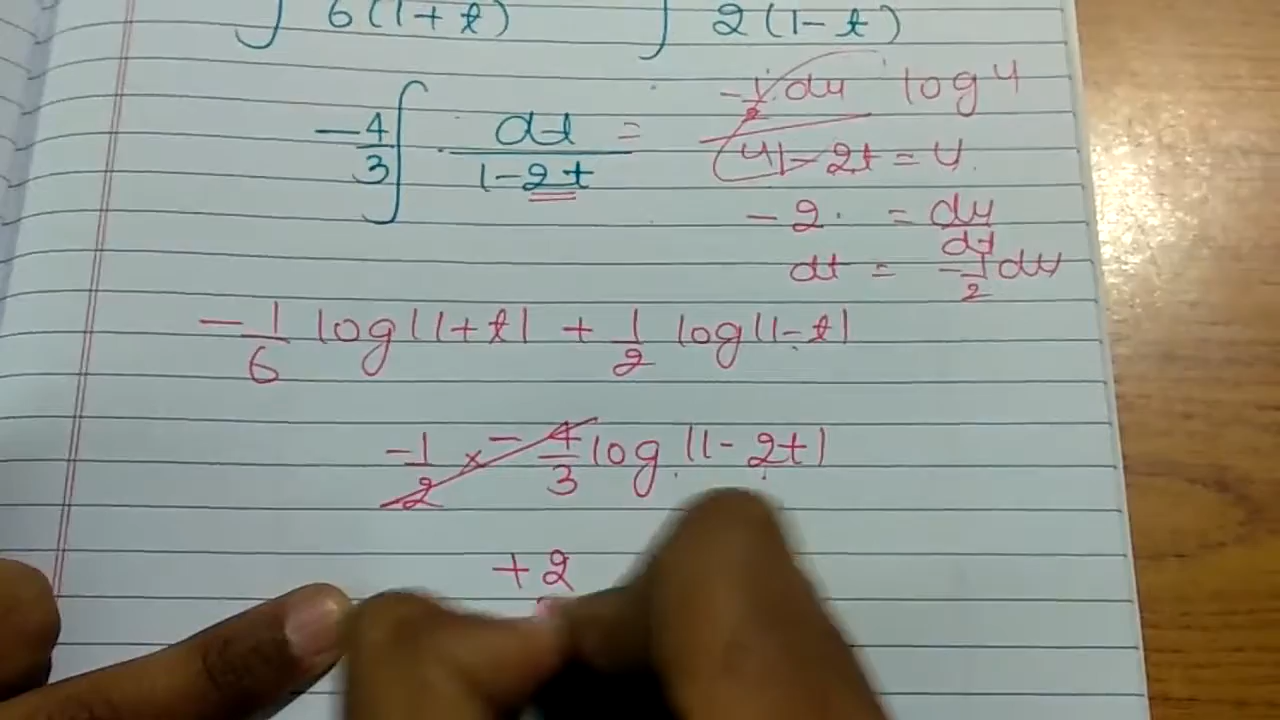 ∫ 6(1+t) ∫ 2(1-t)
-4/3 ∫ dt/(1-2t) = -1/2 du log u
(u) 1-2t = u
-2 = du/dt
dt = -1/2 du
-1/6 log|1+t| + 1/2 log|1-t|
-1/2 × -4/3 log|1-2t|
+2